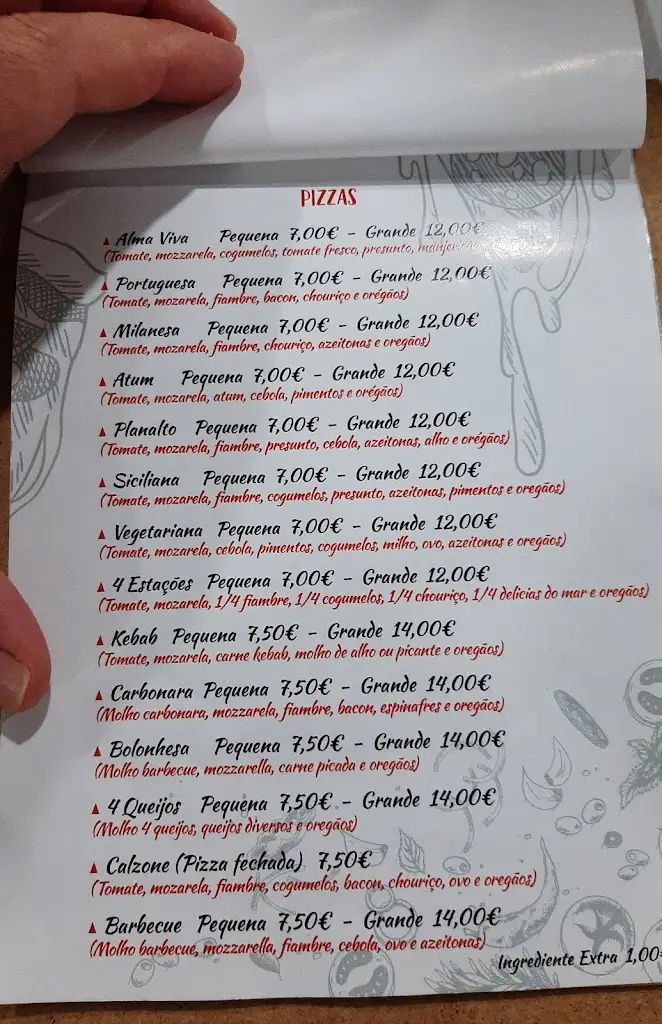 PIZZAS
Alma Viva Pequena 7,00€ - Grande 12,00€
(Tomate, mozzarela, cogumelos, tomate fresco, presunto,
Portuguesa Pequena 7,00€ - Grande 12,00€
(Tomate, mozarela, fiambre, bacon, chouriço e orégãos)
Milanesa Pequena 7,00€ - Grande 12,00€
(Tomate, mozarela, fiambre, chouriço, azeitonas e oregãos)
Atum Pequena 7,00€ - Grande 12,00€
(Tomate, mozarela, atum, cebola, pimentos e orégãos)
Planalto Pequena 7,00€ - Grande 12,00€
(Tomate, mozarela, fiambre, presunto, cebola, azeitonas, alho e orégãos)
Siciliana Pequena 7,00€ - Grande 12,00€
(Tomate, mozarela, fiambre, cogumelos, presunto, azeitonas, pimentos e oregãos)
Vegetariana Pequena 7,00€ - Grande 12,00€
(Tomate, mozarela, cebola, pimentos, cogumelos, milho, ovo, azeitonas e oregãos)
4 Estações Pequena 7,00€ - Grande 12,00€
(Tomate, mozarela, 1/4 fiambre, 1/4 cogumelos, 1/4 chouriço, 1/4 delicias do mar e oregãos)
Kebab Pequena 7,50€ - Grande 14,00€
(Tomate, mozarela, carne kebab, molho de alho ou picante e oregãos)
Carbonara Pequena 7,50€ - Grande 14,00€
(Molho carbonara, mozzarela, fiambre, bacon, espinafres e oregãos)
Bolonhesa Pequena 7,50€ - Grande 14,00€
(Molho barbecue, mozzarella, carne picada e oregãos)
4 Queijos Pequena 7,50€ - Grande 14,00€
(Molho 4 queijos, queijos diversos e oregãos)
Calzone (Pizza fechada) 7,50€
(Tomate, mozarela, fiambre, cogumelos, bacon, chouriço, ovo e oregãos)
Barbecue Pequena 7,50€ - Grande 14,00€
(Molho barbecue, mozzarella, fiambre, cebola, ovo e azeitonas)
Ingrediente Extra 1,00€